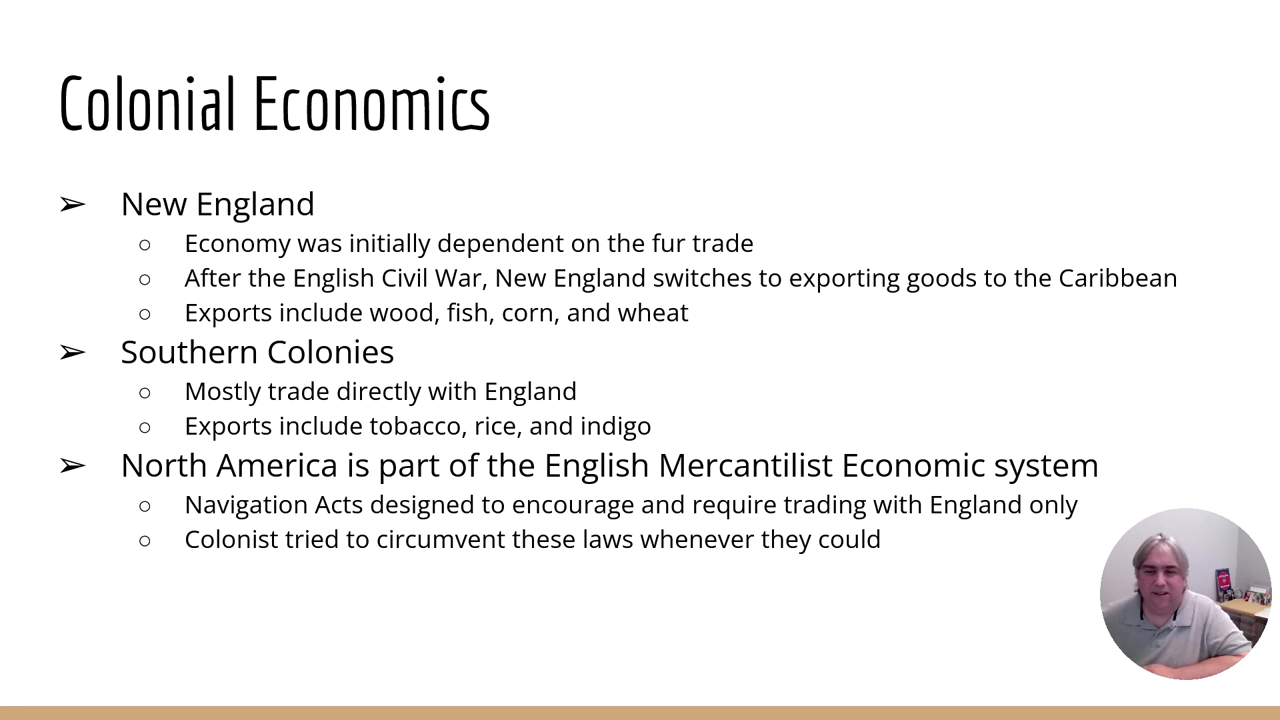 Colonial Economics
➢ New England
○ Economy was initially dependent on the fur trade
○ After the English Civil War, New England switches to exporting goods to the Caribbean
○ Exports include wood, fish, corn, and wheat
➢ Southern Colonies
○ Mostly trade directly with England
○ Exports include tobacco, rice, and indigo
➢ North America is part of the English Mercantilist Economic system
○ Navigation Acts designed to encourage and require trading with England only
○ Colonist tried to circumvent these laws whenever they could